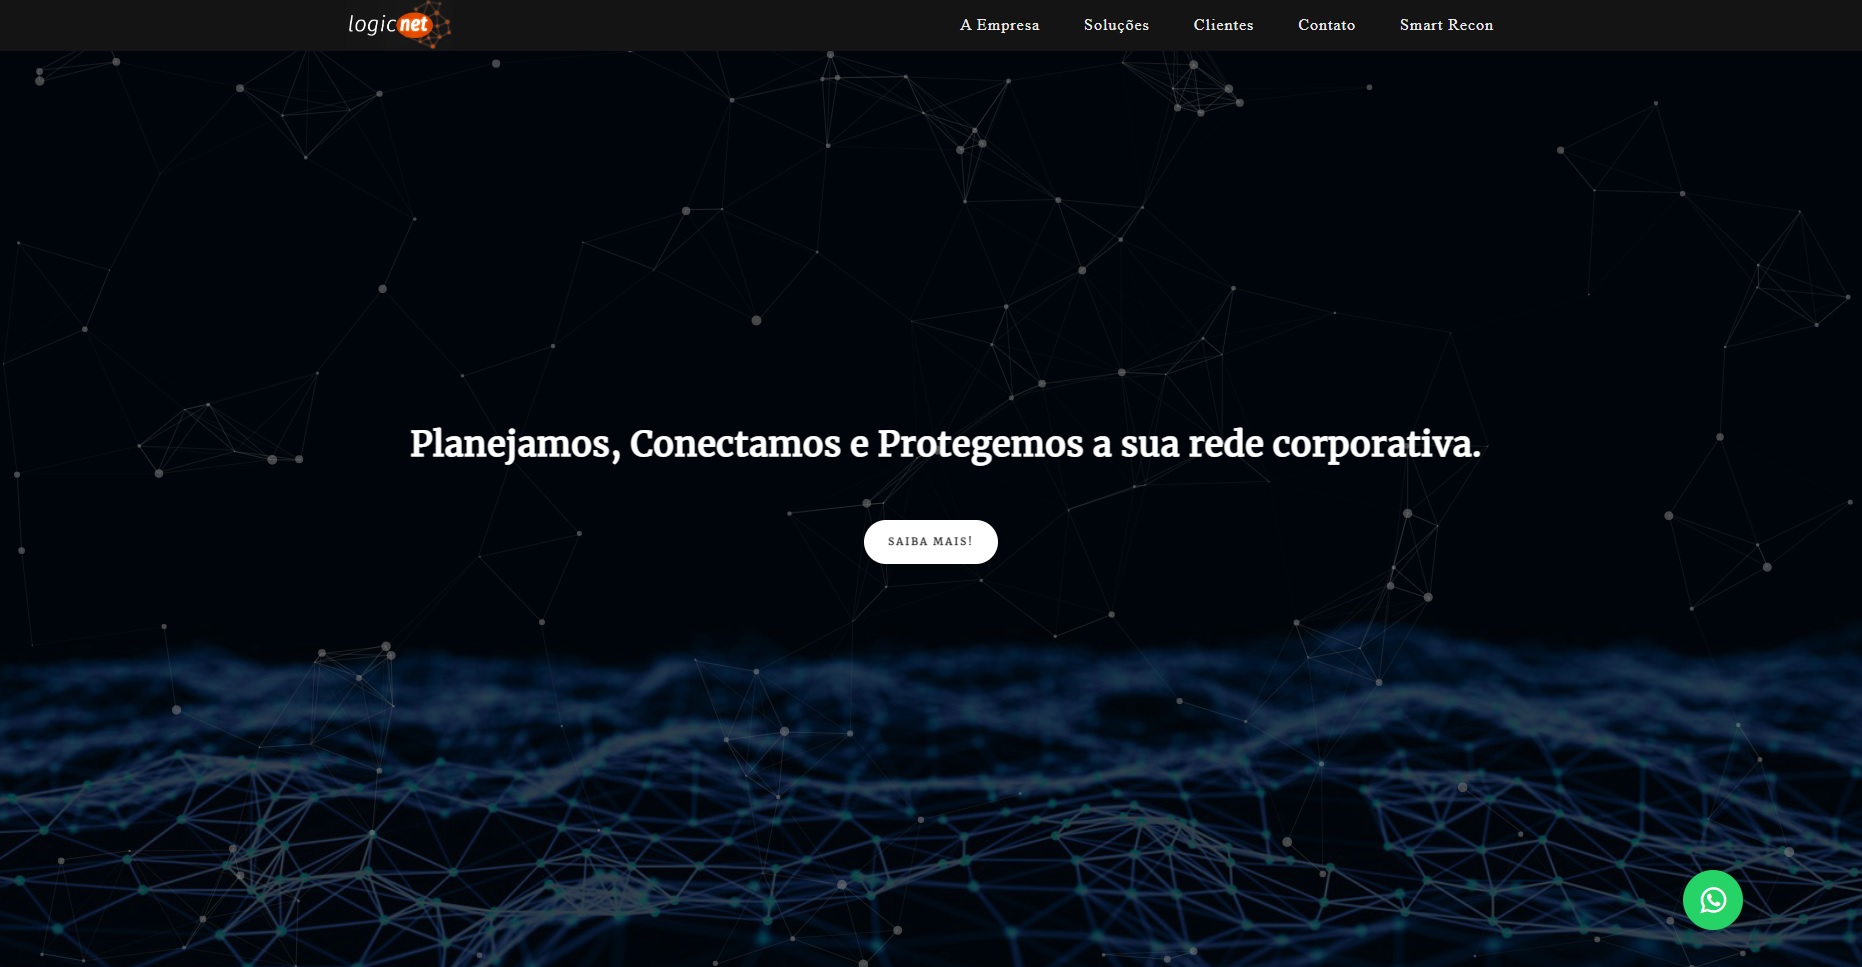 logicnet
A Empresa
Soluções
Clientes
Contato
Smart Recon
Planejamos, Conectamos e Protegemos a sua rede corporativa.
SAIBA MAIS!